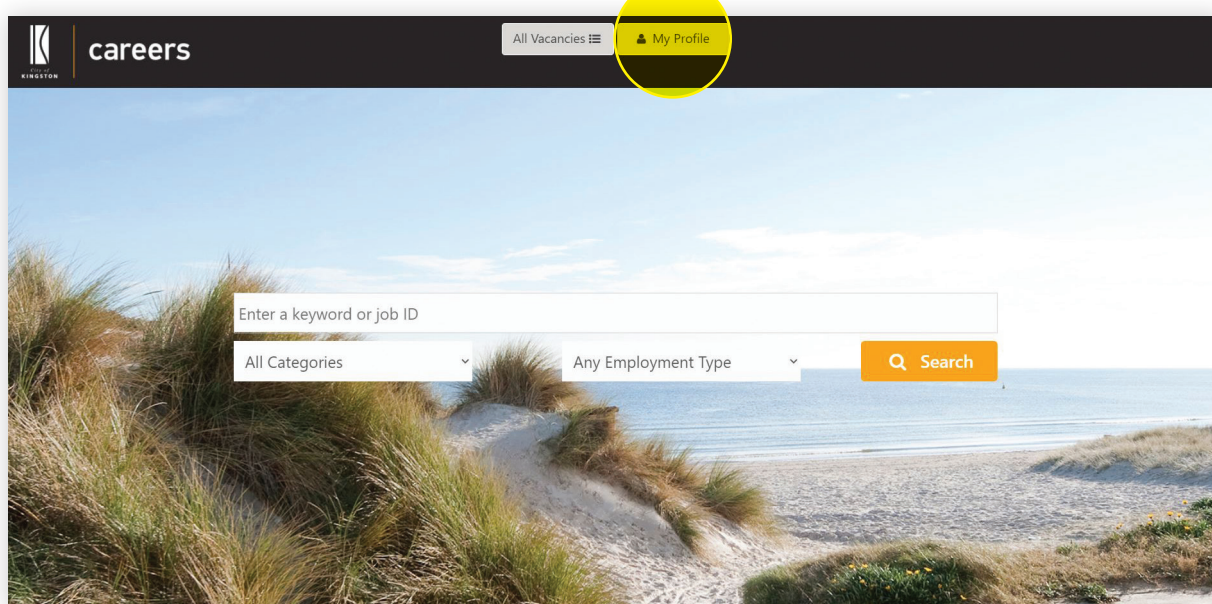 City of
KINGSTON
careers
All Vacancies
My Profile
Enter a keyword or job ID
All Categories
Any Employment Type
Search